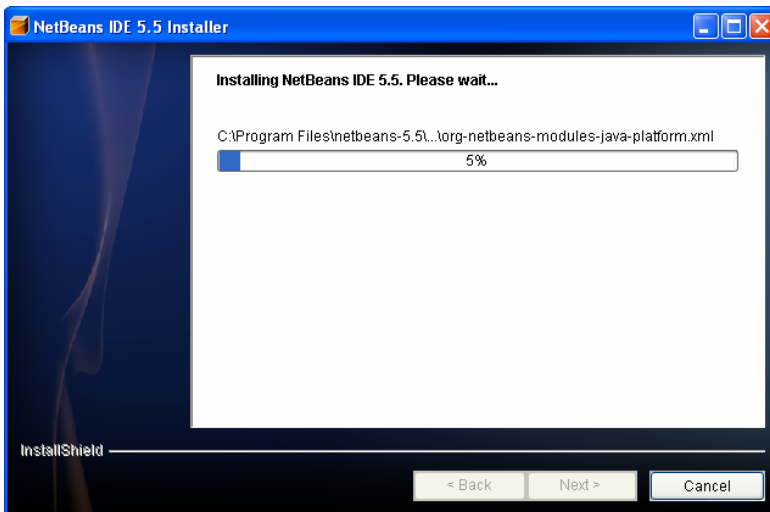 NetBeans IDE 5.5 Installer
Installing NetBeans IDE 5.5. Please wait...
C:\Program Files\netbeans-5.5\...\org-netbeans-modules-java-platform.xml
5%
InstallShield
< Back
Next >
Cancel